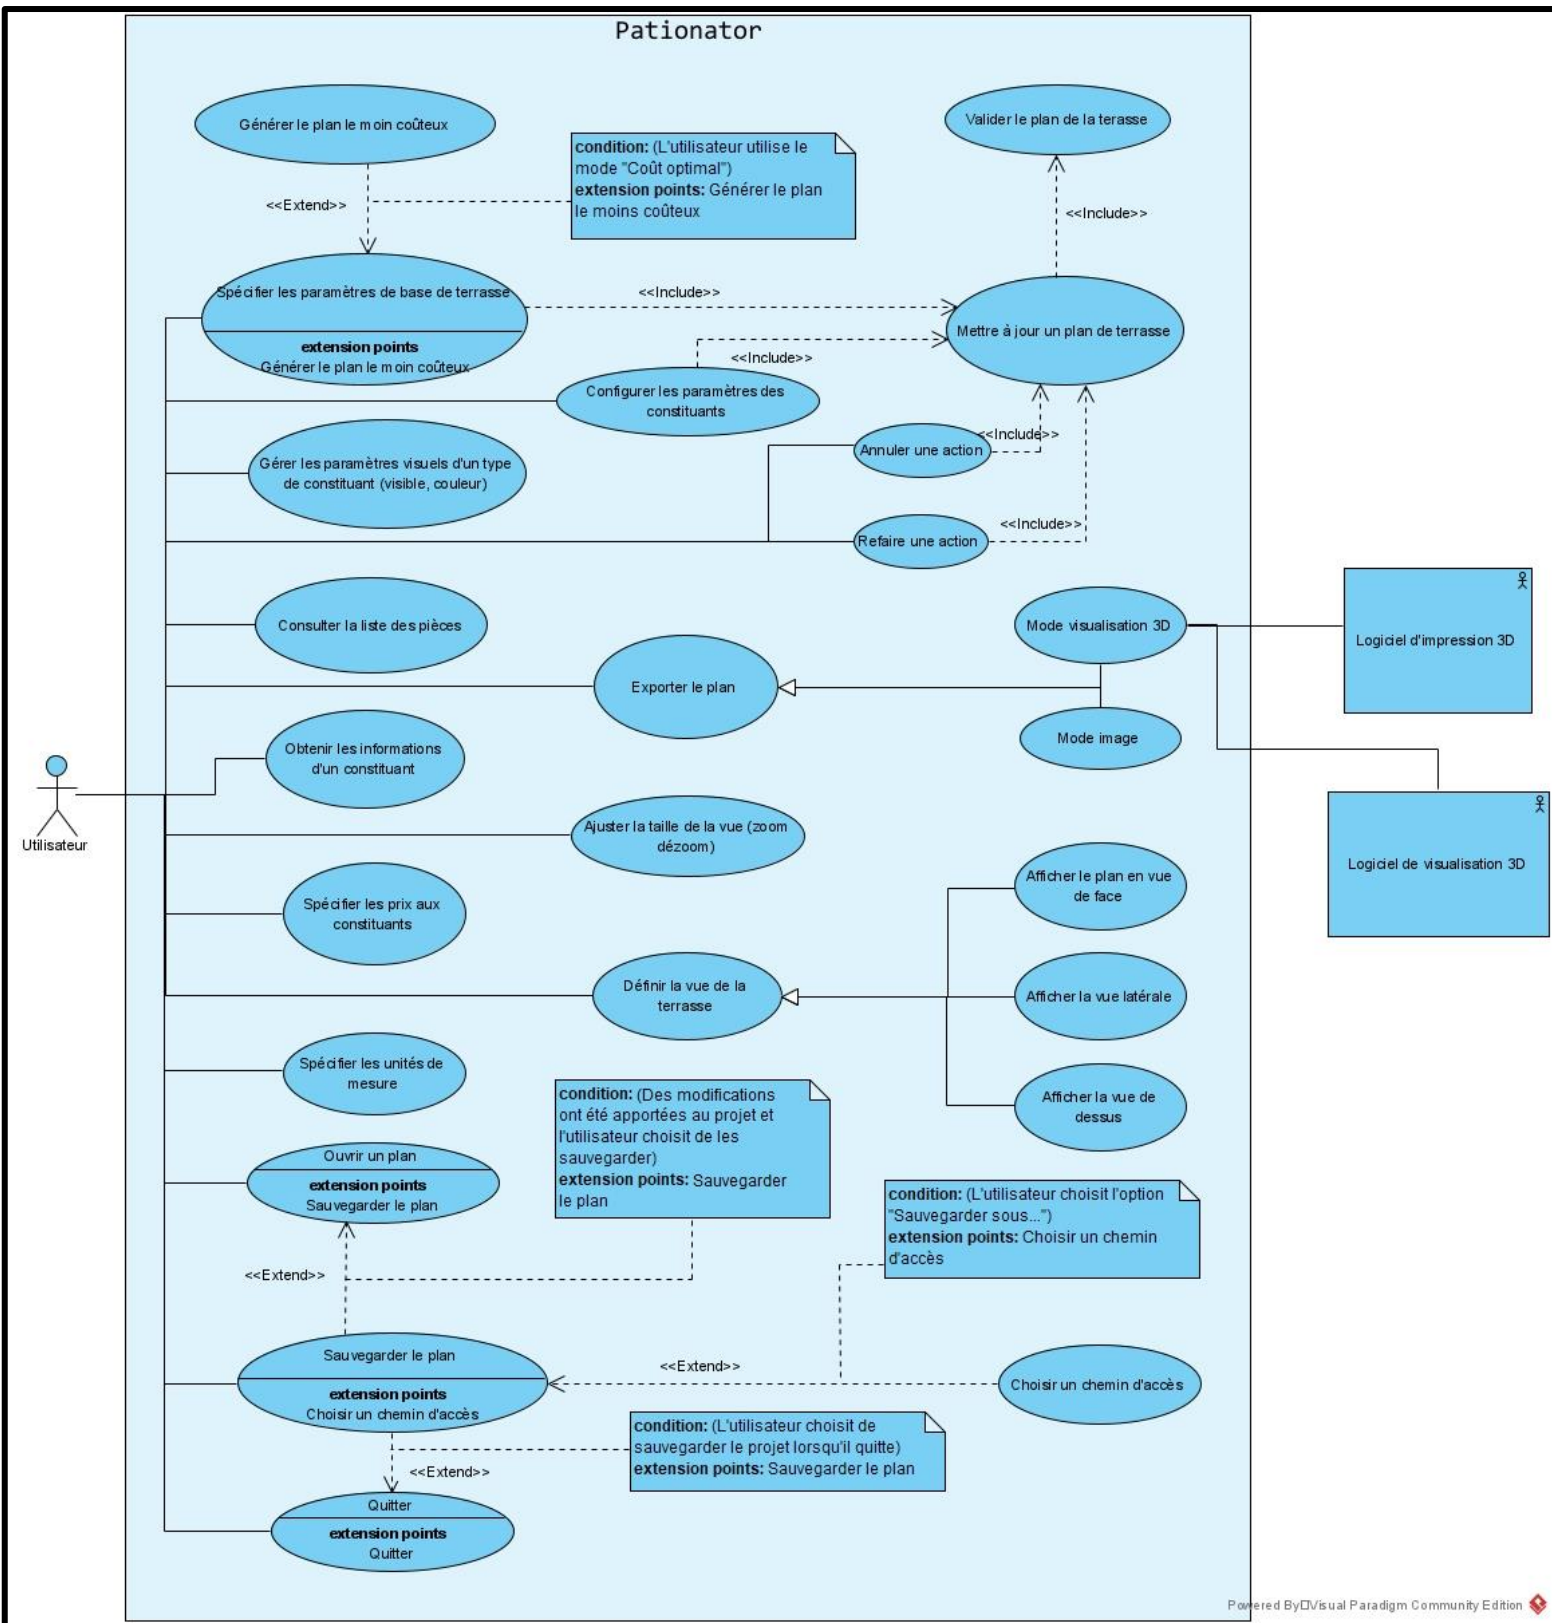 Pationator
Générer le plan le moin coûteux
Valider le plan de la terasse
condition: (L'utilisateur utilise le
mode "Coût optimal")
extension points: Générer le plan
le moins coûteux
<<Extend>>
<<Include>>
Spécifier les paramètres de base de terrasse
extension points
Générer le plan le moin coûteux
<<Include>>
Mettre à jour un plan de terrasse
<<Include>>
Configurer les paramètres des
constituants
Gérer les paramètres visuels d'un type
de constituant (visible, couleur)
Annuler une action
<<Include>>
Refaire une action
<<Include>>
Consulter la liste des pièces
Mode visualisation 3D
Logiciel d'impression 3D
Exporter le plan
Mode image
Obtenir les informations
d'un constituant
Utilisateur
Ajuster la taille de la vue (zoom
dézoom)
Logiciel de visualisation 3D
Afficher le plan en vue
de face
Spécifier les prix aux
constituants
Définir la vue de la
terrasse
Afficher la vue latérale
Spécifier les unités de
mesure
Afficher la vue de
dessus
condition: (Des modifications
ont été apportées au projet et
l'utilisateur choisit de les
sauvegarder)
extension points: Sauvegarder
le plan
Ouvrir un plan
extension points
Sauvegarder le plan
condition: (L'utilisateur choisit l'option
"Sauvegarder sous...")
extension points: Choisir un chemin
d'accès
<<Extend>>
Sauvegarder le plan
extension points
Choisir un chemin d'accès
<<Extend>>
Choisir un chemin d'accès
condition: (L'utilisateur choisit de
sauvegarder le projet lorsqu'il quitte)
extension points: Sauvegarder le plan
<<Extend>>
Quitter
extension points
Quitter
Powered By Visual Paradigm Community Edition